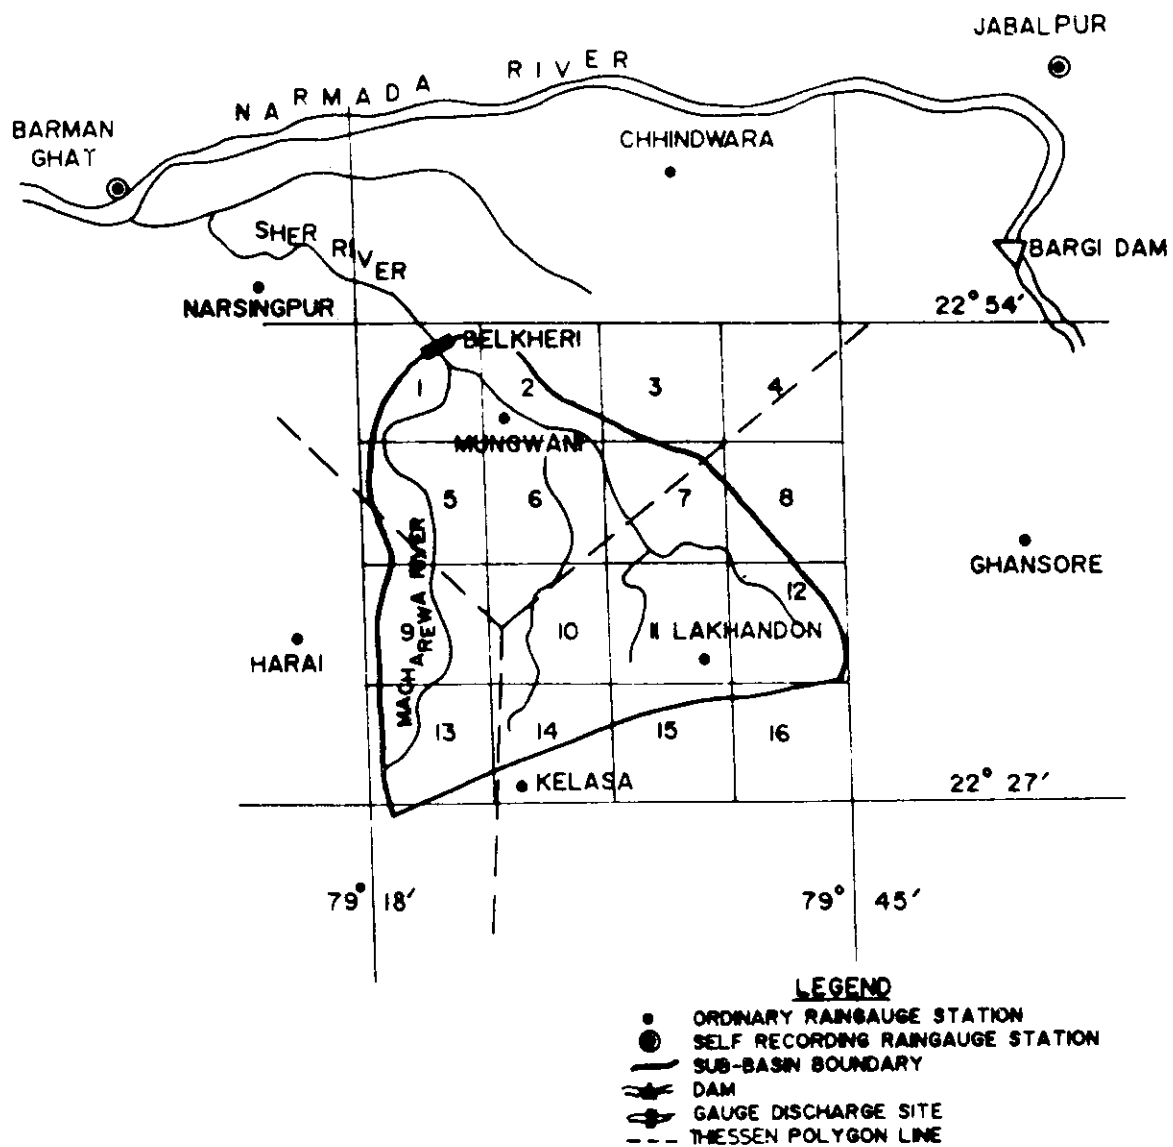 JABALPUR
NARMADA RIVER
BARMAN
GHAT
CHHINDWARA
SHER RIVER
BARGI DAM
NARSINGPUR
22° 54'
BELKHERI
1 2 3 4
MUNGWANI
5 6 7 8
GHANSORE
MACHAREWA RIVER
12
9 10 11 LAKHANDON
HARAI
13 14 15 16
KELASA
22° 27'
79° 18'
79° 45'
LEGEND
ORDINARY RAINGAUGE STATION
SELF RECORDING RAINGAUGE STATION
SUB-BASIN BOUNDARY
DAM
GAUGE DISCHARGE SITE
THIESSEN POLYGON LINE